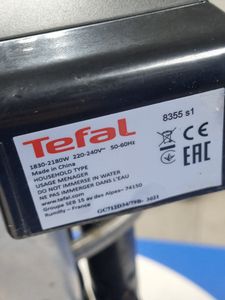 Tefal
8355 s1
1830-2180W 220-240V~ 50-60Hz
Made in China
HOUSEHOLD TYPE
USAGE MENAGER
DO NOT IMMERSE IN WATER
NE PAS IMMERGER DANS L'EAU
www.tefal.com
Groupe SEB 15 av des Alpes- 74150
Rumilly - France
CE
EAC